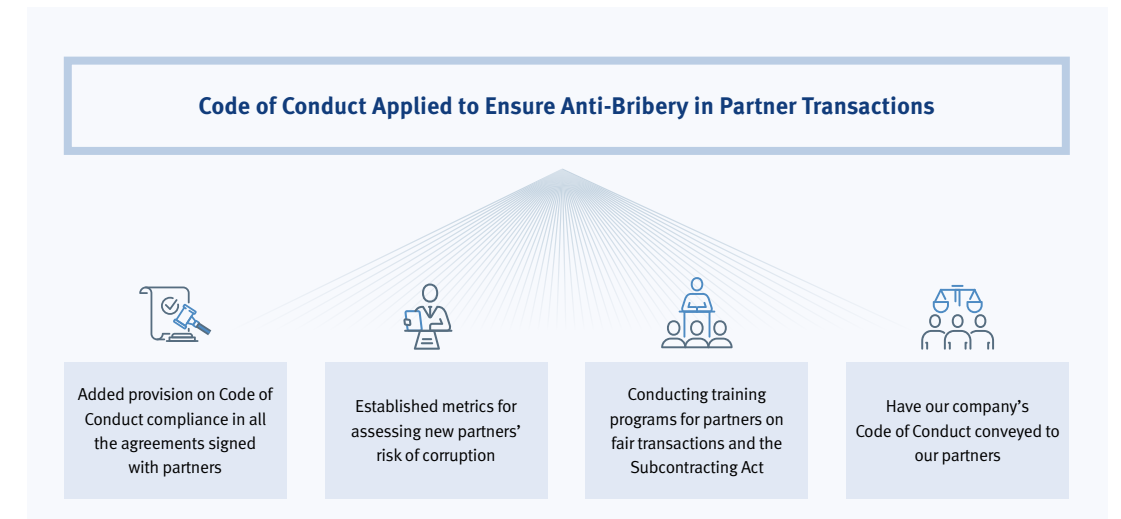 Code of Conduct Applied to Ensure Anti-Bribery in Partner Transactions
Added provision on Code of
Conduct compliance in all
the agreements signed
with partners
Established metrics for
assessing new partners’
risk of corruption
Conducting training
programs for partners on
fair transactions and the
Subcontracting Act
Have our company’s
Code of Conduct conveyed to
our partners